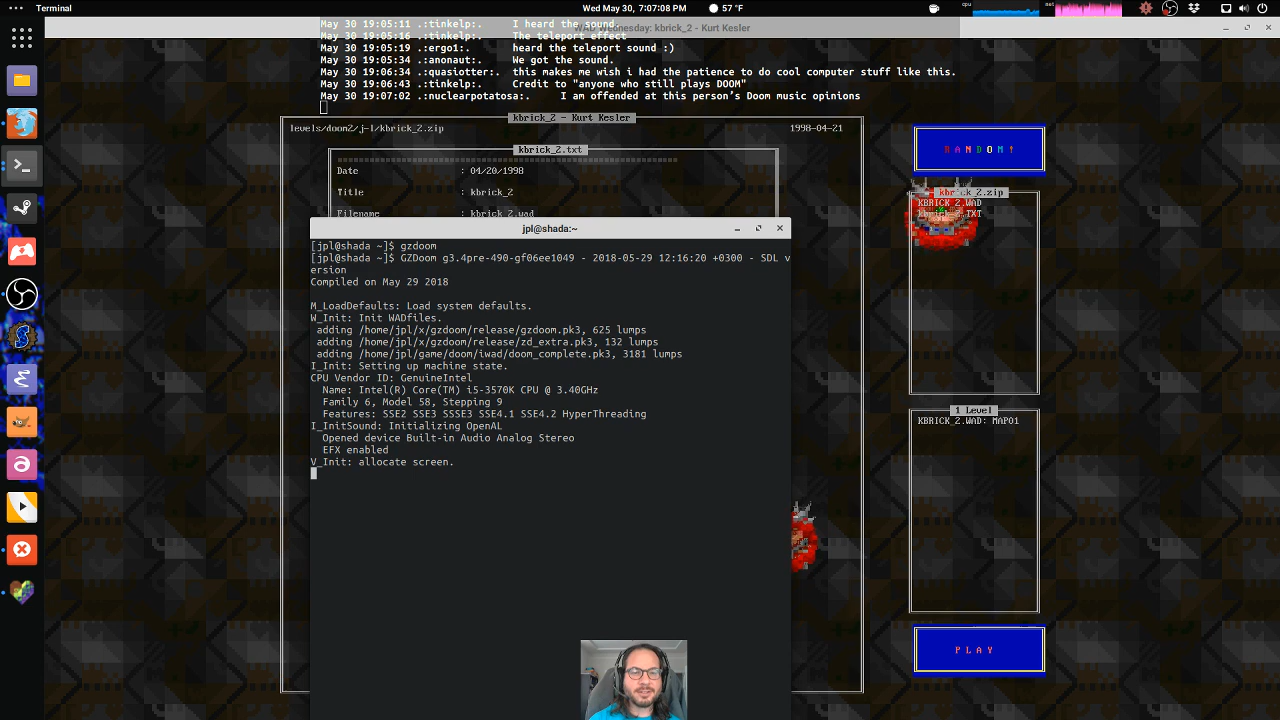 Terminal
Wed May 30, 7:07:08 PM
57 °F
cpu
net
WAD Wednesday: kbrick_2 - Kurt Kesler
May 30 19:05:11 .:tinkelp:. I heard the sound.
May 30 19:05:16 .:tinkelp:. The teleport effect
May 30 19:05:19 .:ergo1:. heard the teleport sound :)
May 30 19:05:34 .:anonaut:. We got the sound.
May 30 19:06:34 .:quasiotter:. this makes me wish i had the patience to do cool computer stuff like this.
May 30 19:06:43 .:tinkelp:. Credit to "anyone who still plays DOOM"
May 30 19:07:02 .:nuclearpotatosa:. I am offended at this person's Doom music opinions
kbrick_2 - Kurt Kesler
levels/doom2/j-l/kbrick_2.zip 1998-04-21
kbrick_2.txt
================================================================
Date : 04/20/1998
Title : kbrick_2
Filename : kbrick_2.wad
jpl@shada:~
[jpl@shada ~]$ gzdoom
[jpl@shada ~]$ GZDoom g3.4pre-490-gf06ee1049 - 2018-05-29 12:16:20 +0300 - SDL v
ersion
Compiled on May 29 2018
M_LoadDefaults: Load system defaults.
W_Init: Init WADfiles.
adding /home/jpl/x/gzdoom/release/gzdoom.pk3, 625 lumps
adding /home/jpl/x/gzdoom/release/zd_extra.pk3, 132 lumps
adding /home/jpl/game/doom/iwad/doom_complete.pk3, 3181 lumps
I_Init: Setting up machine state.
CPU Vendor ID: GenuineIntel
Name: Intel(R) Core(TM) i5-3570K CPU @ 3.40GHz
Family 6, Model 58, Stepping 9
Features: SSE2 SSE3 SSSE3 SSE4.1 SSE4.2 HyperThreading
I_InitSound: Initializing OpenAL
Opened device Built-in Audio Analog Stereo
EFX enabled
V_Init: allocate screen.
RANDOM!
kbrick_2.zip
KBRICK_2.WAD
kbrick_2.TXT
1 Level
KBRICK_2.WAD: MAP01
PLAY